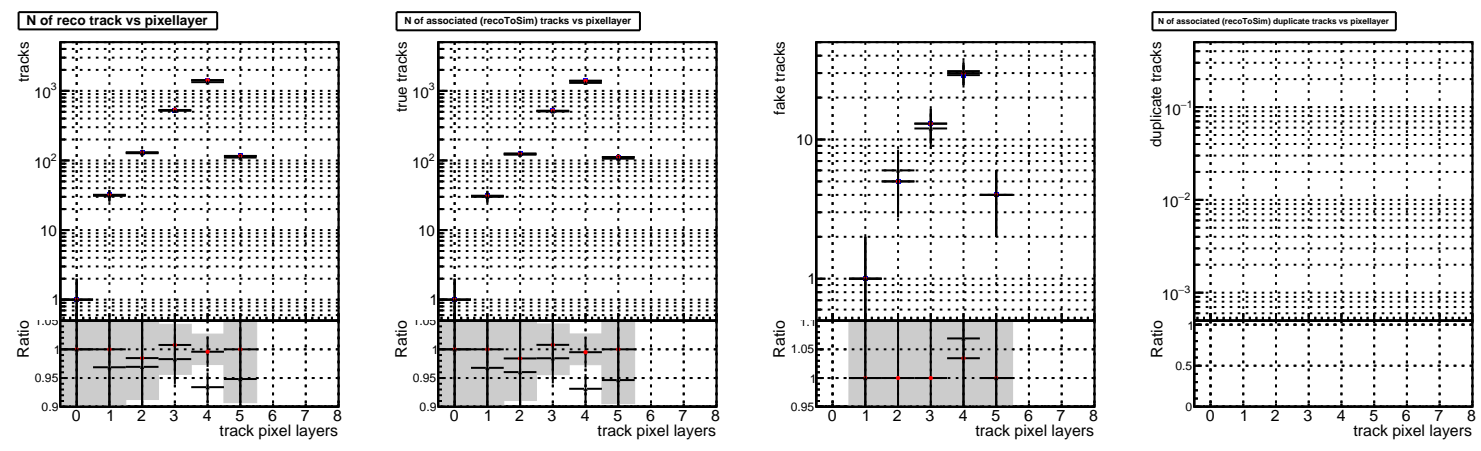 N of reco track vs pixellayer
tracks
10³
10²
10
1
Ratio
1.05
1
0.95
0.9
0 1 2 3 4 5 6 7 8
track pixel layers
N of associated (recoToSim) tracks vs pixellayer
true tracks
10³
10²
10
1
Ratio
1.05
1
0.95
0.9
0 1 2 3 4 5 6 7 8
track pixel layers
fake tracks
10
1
Ratio
1.1
1.05
1
0.95
0 1 2 3 4 5 6 7 8
track pixel layers
N of associated (recoToSim) duplicate tracks vs pixellayer
duplicate tracks
10⁻¹
10⁻²
10⁻³
Ratio
1
0.5
0
0 1 2 3 4 5 6 7 8
track pixel layers